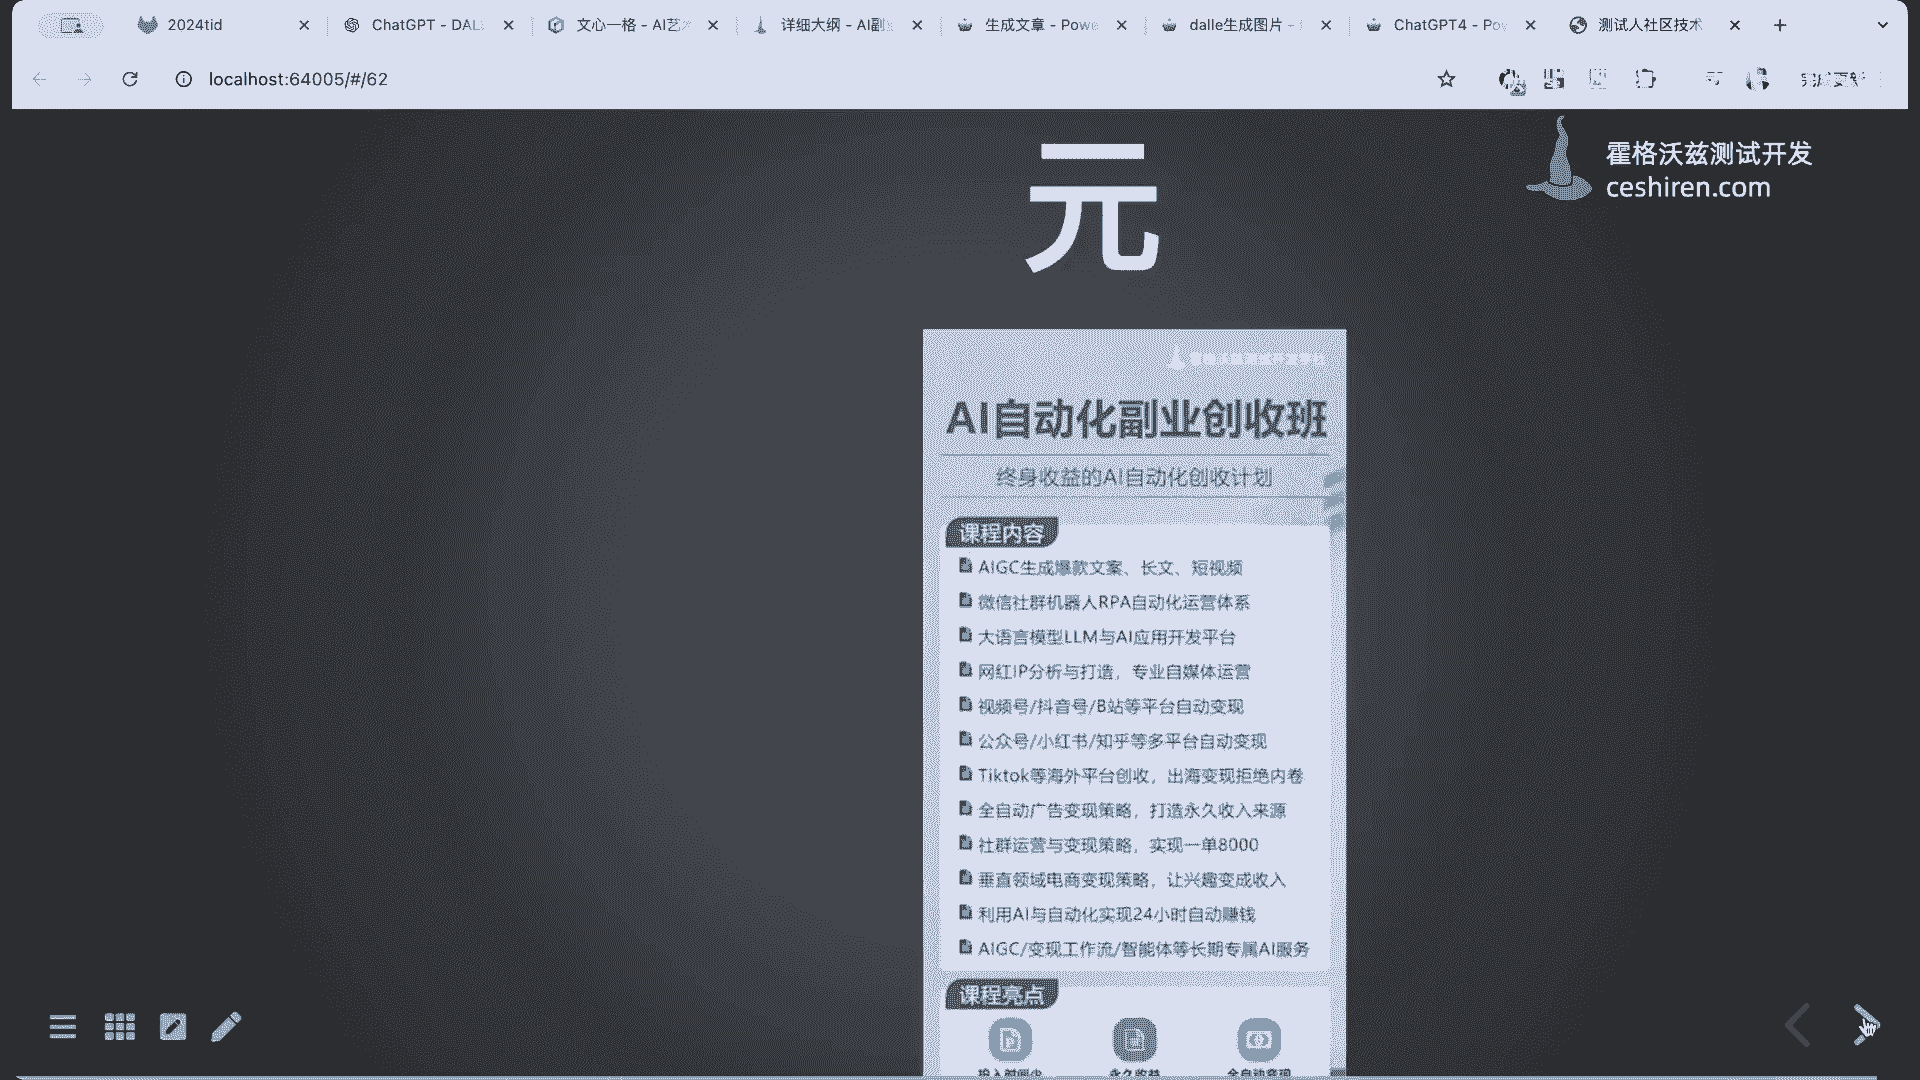 2024tid
ChatGPT - DAL
文心一格 - AI艺
详细大纲 - AI副
生成文章 - Powe
dalle生成图片 -
ChatGPT4 - Po
测试人社区技术
localhost:64005/#/62
元
霍格沃兹测试开发
ceshiren.com
AI自动化副业创收班
终身收益的AI自动化创收计划
课程内容
AIGC生成爆款文案、长文、短视频
微信社群机器人RPA自动化运营体系
大语言模型LLM与AI应用开发平台
网红IP分析与打造，专业自媒体运营
视频号/抖音号/B站等平台自动变现
公众号/小红书/知乎等多平台自动变现
Tiktok等海外平台创收，出海变现拒绝内卷
全自动广告变现策略，打造永久收入来源
社群运营与变现策略，实现一单8000
垂直领域电商变现策略，让兴趣变成收入
利用AI与自动化实现24小时自动赚钱
AIGC/变现工作流/智能体等长期专属AI服务
课程亮点